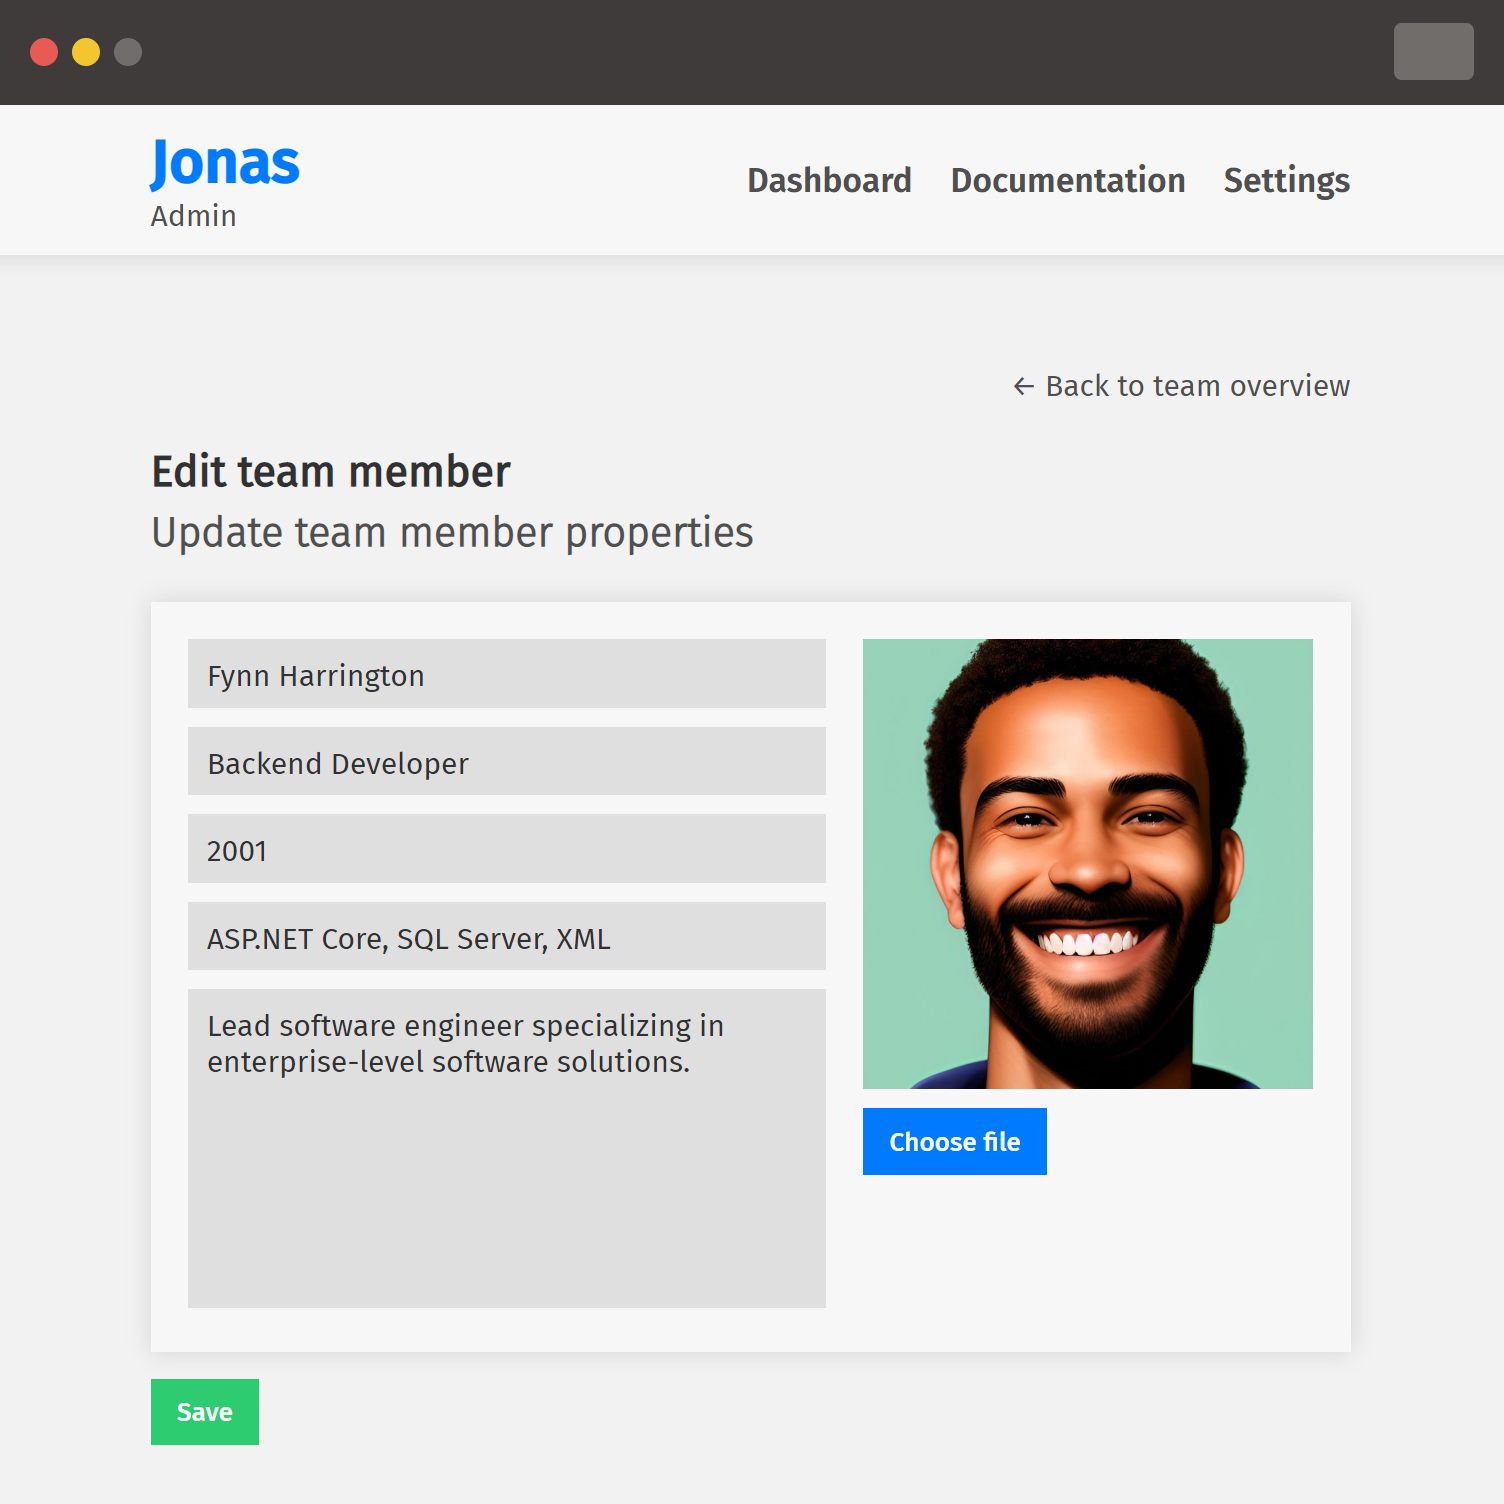 Jonas
Admin
Dashboard Documentation Settings
← Back to team overview
Edit team member
Update team member properties
Fynn Harrington
Backend Developer
2001
ASP.NET Core, SQL Server, XML
Lead software engineer specializing in
enterprise-level software solutions.
Choose file
Save